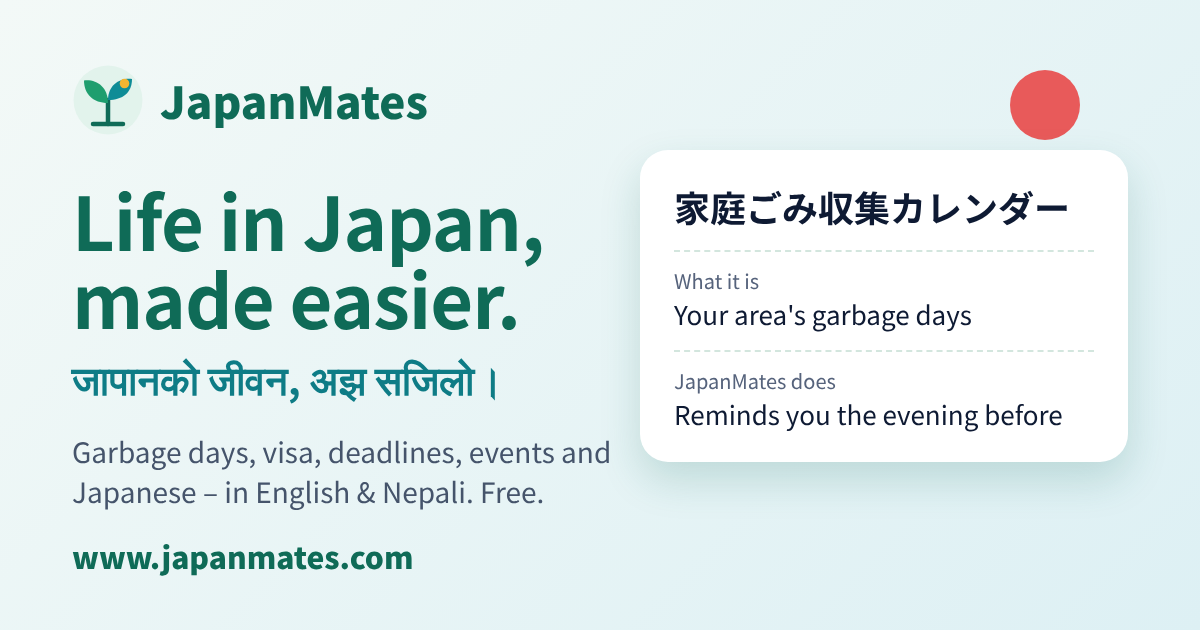 JapanMates
Life in Japan,
made easier.
जापानको जीवन, अझ सजिलो।
Garbage days, visa, deadlines, events and
Japanese – in English & Nepali. Free.
www.japanmates.com
家庭ごみ収集カレンダー
What it is
Your area's garbage days
JapanMates does
Reminds you the evening before